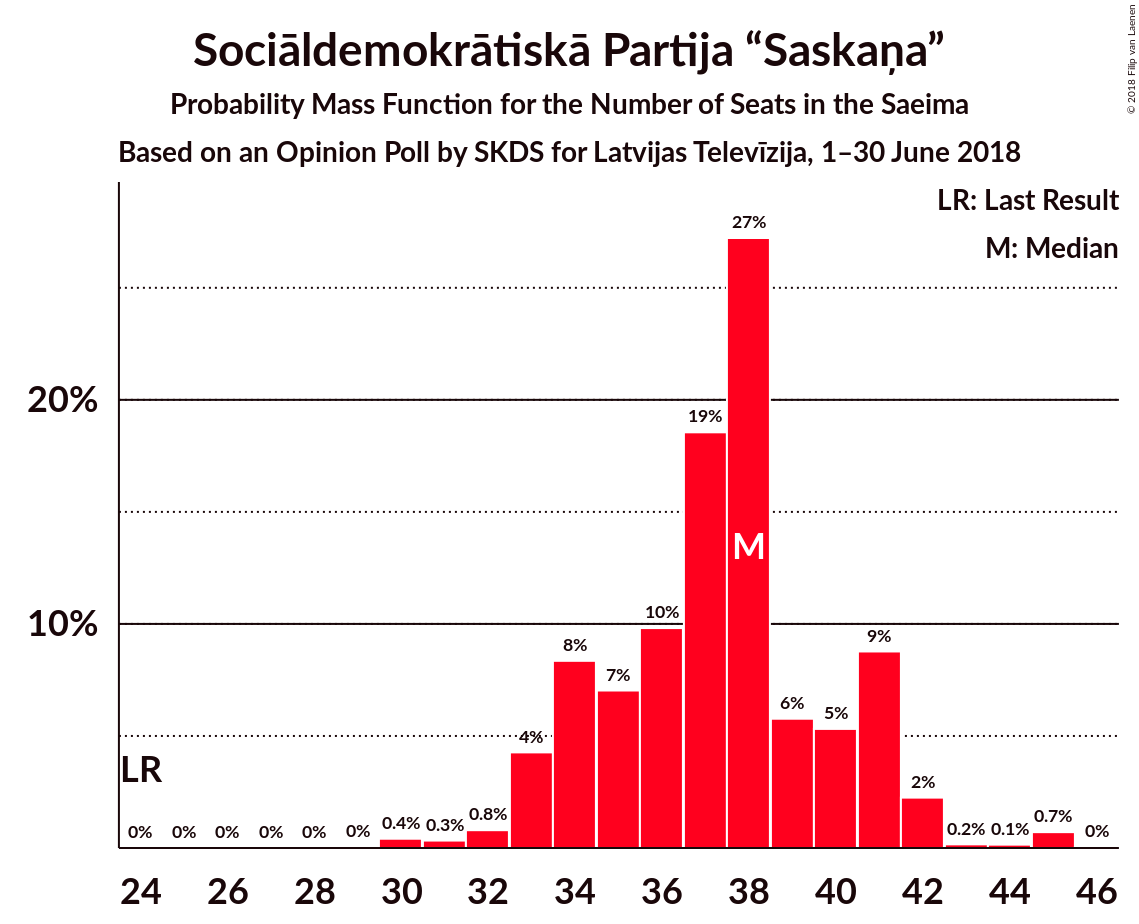 Sociāldemokrātiskā Partija “Saskaņa”
Probability Mass Function for the Number of Seats in the Saeima
Based on an Opinion Poll by SKDS for Latvijas Televīzija, 1–30 June 2018
© 2018 Filip van Laenen
LR: Last Result
M: Median
27%
20%
19%
M
10%
10%
9%
8%
7%
6%
5%
4%
LR
2%
0% 0% 0% 0% 0% 0% 0.4% 0.3% 0.8% 0.2% 0.1% 0.7% 0%
24 26 28 30 32 34 36 38 40 42 44 46